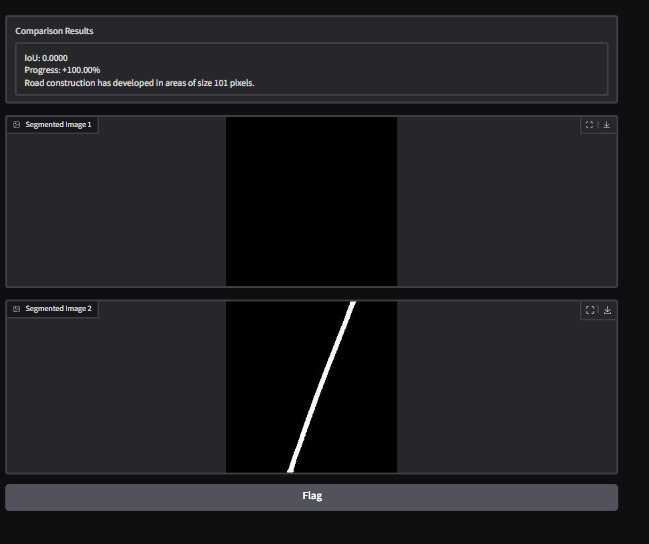 Comparison Results
IoU: 0.0000
Progress: +100.00%
Road construction has developed in areas of size 101 pixels.
Segmented Image 1
Segmented Image 2
Flag